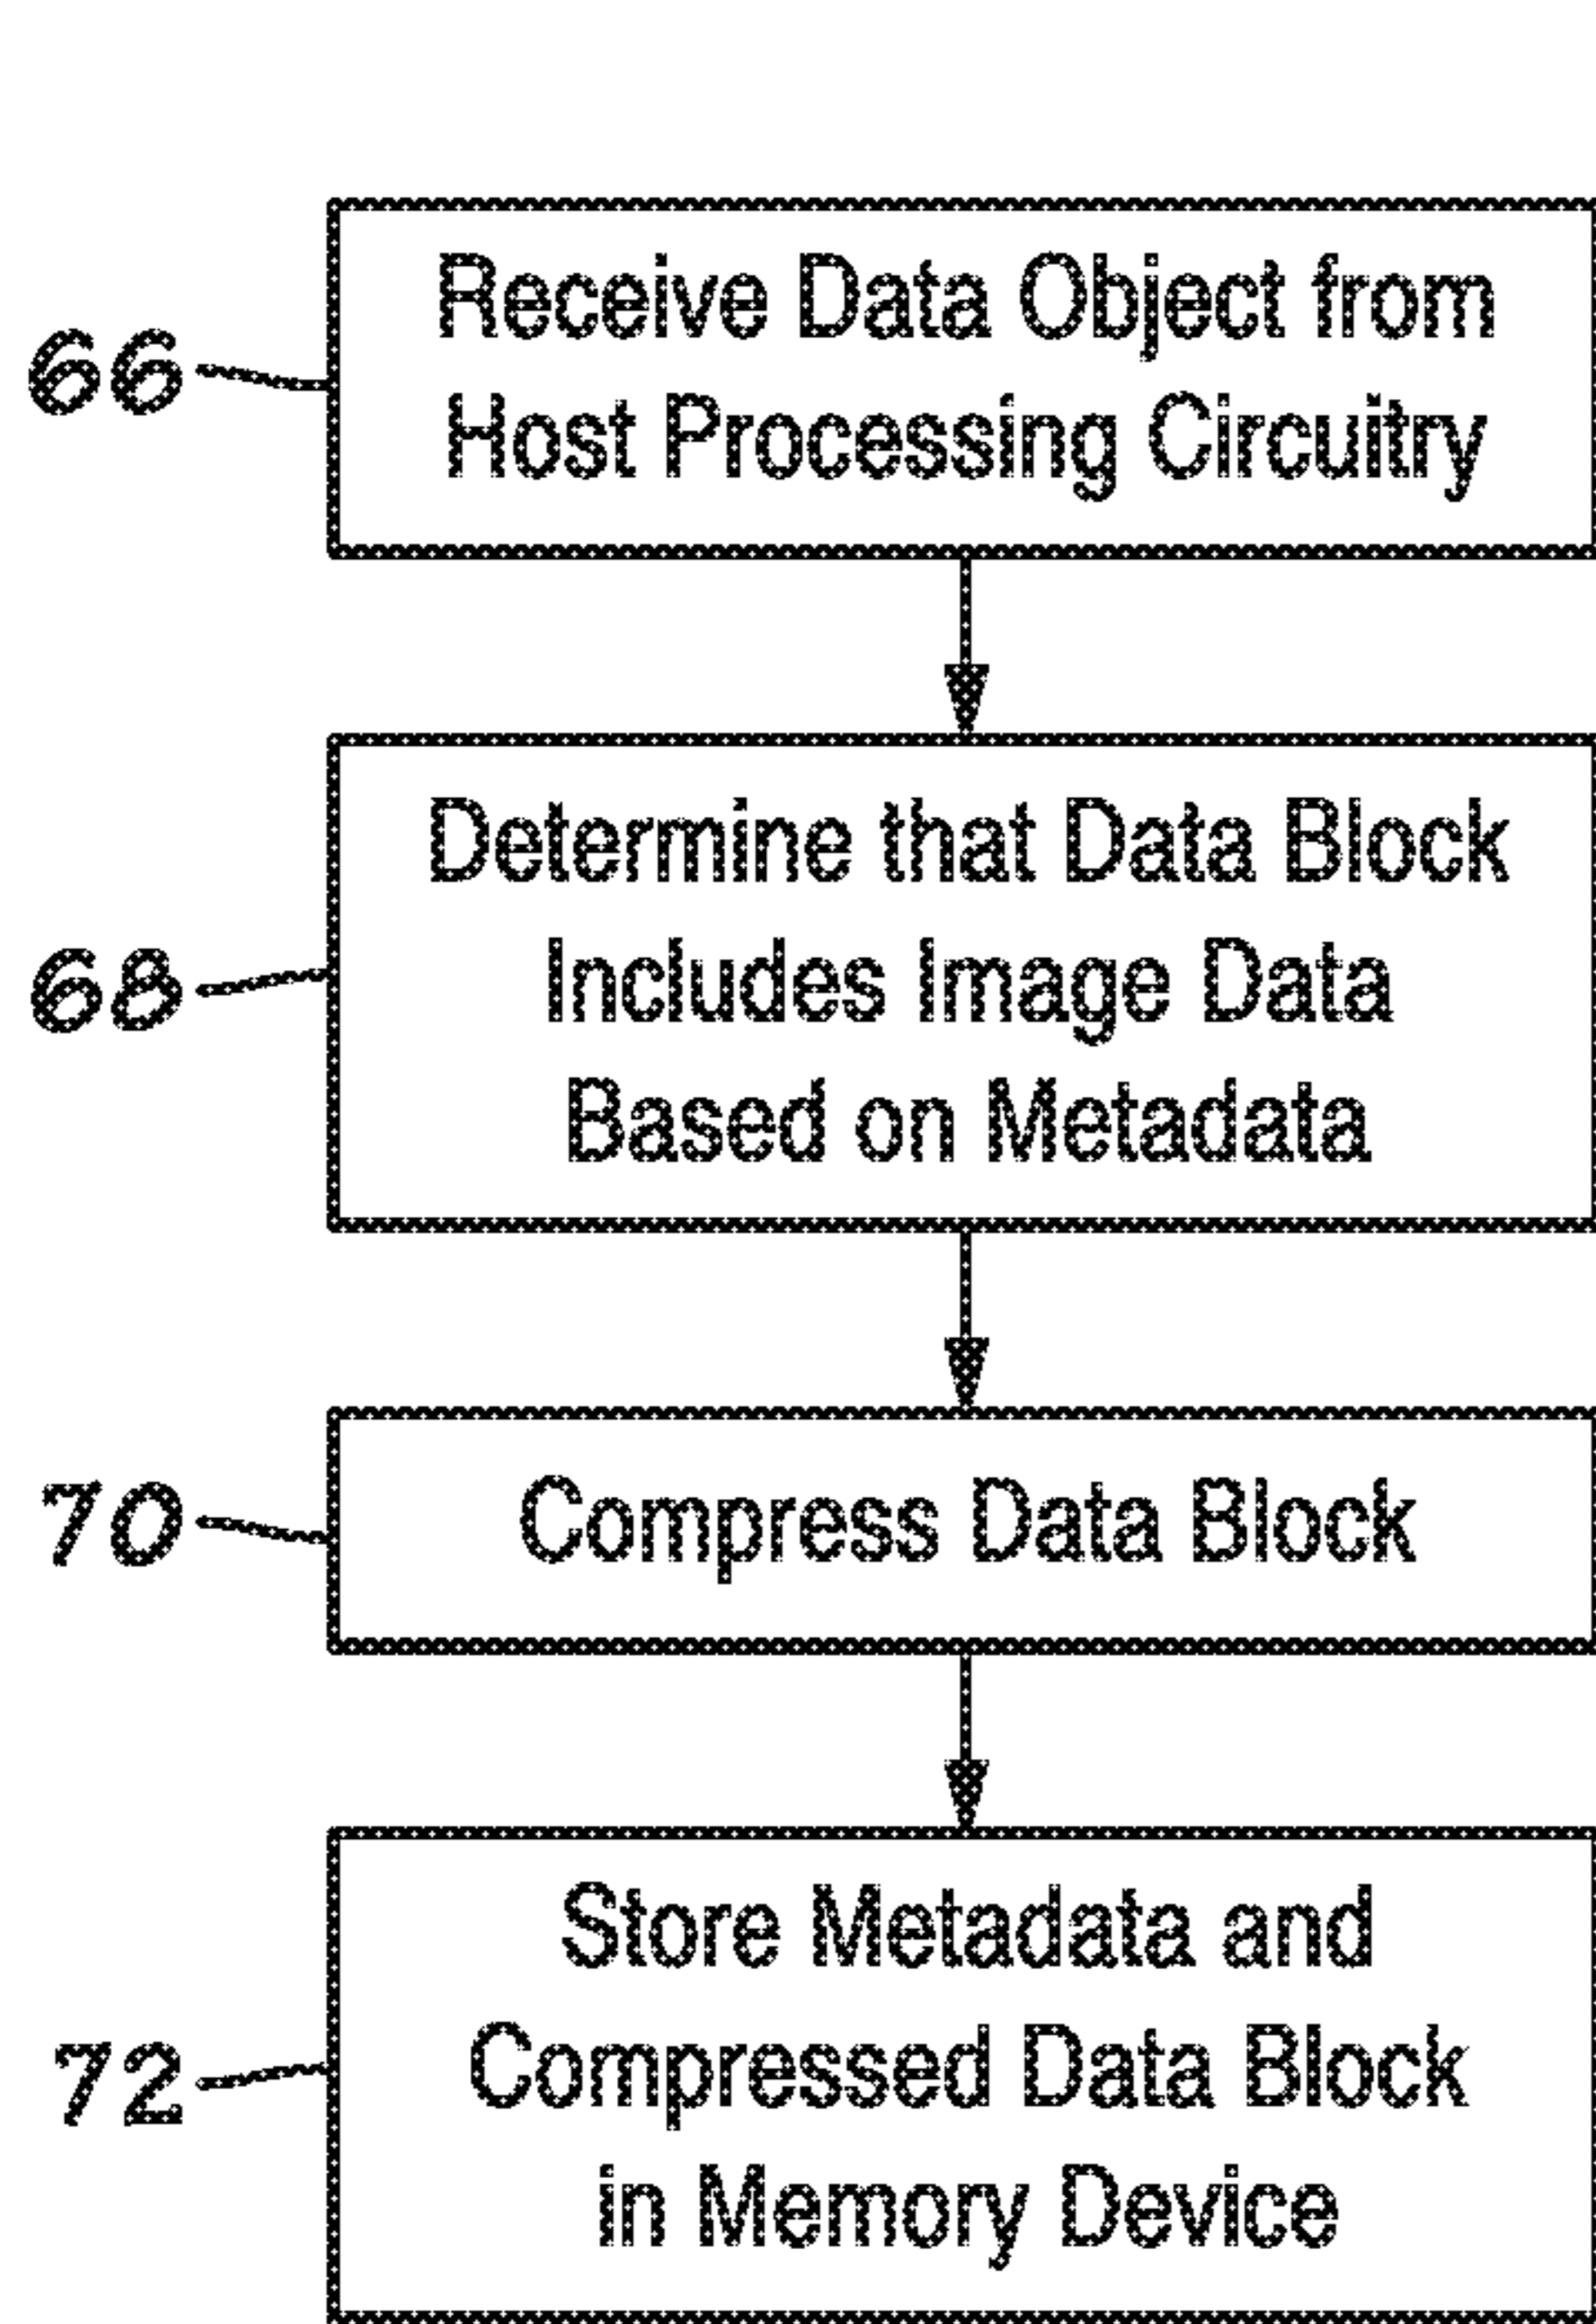 66
Receive Data Object from
Host Processing Circuitry
68
Determine that Data Block
Includes Image Data
Based on Metadata
70
Compress Data Block
72
Store Metadata and
Compressed Data Block
in Memory Device